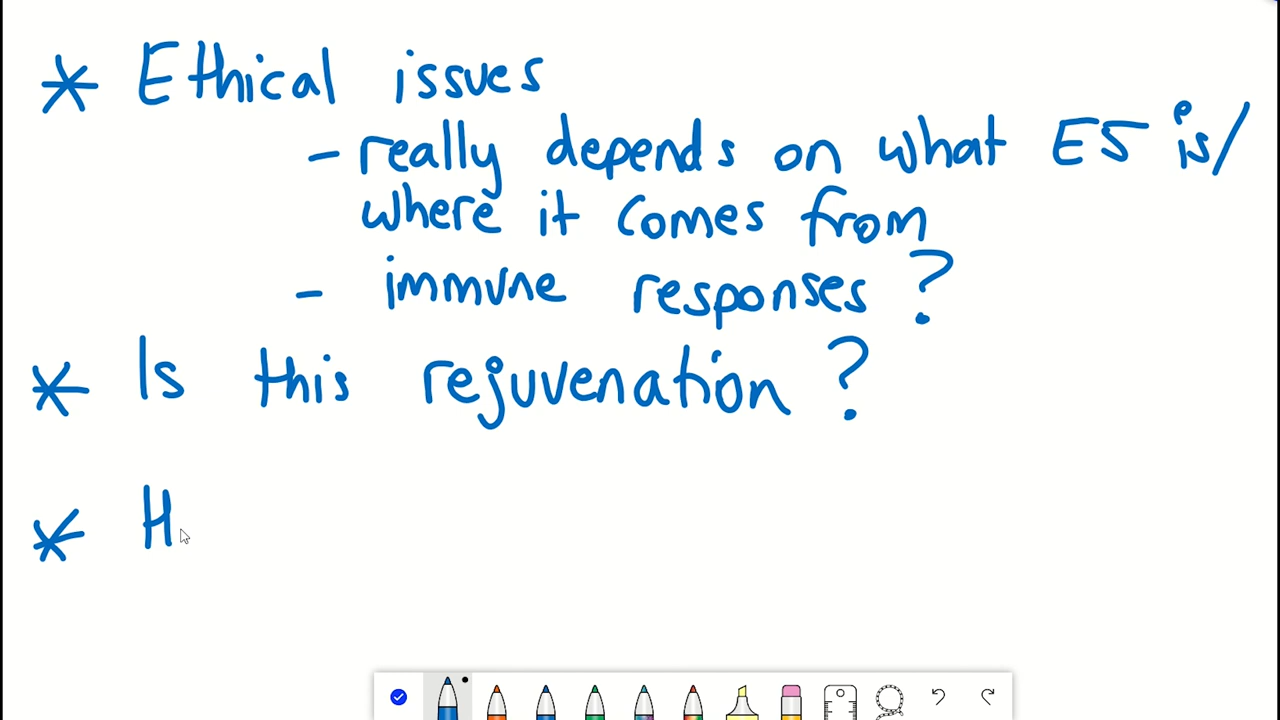 * Ethical issues
- really depends on what E5 is/
where it comes from
- immune responses?
* Is this rejuvenation?
* H